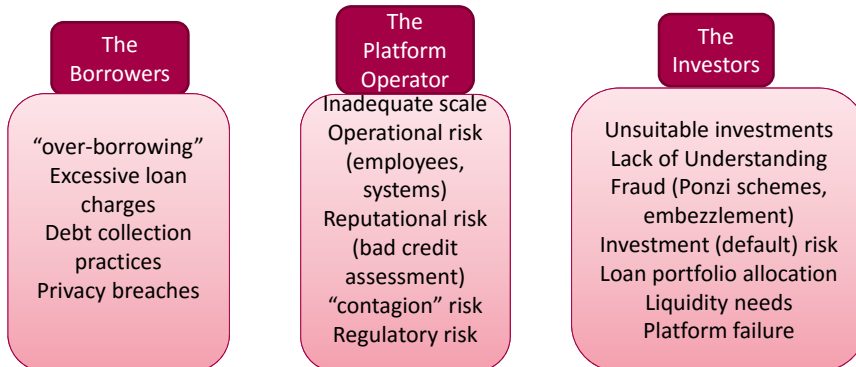 The
Borrowers
“over-borrowing”
Excessive loan
charges
Debt collection
practices
Privacy breaches
The
Platform
Operator
Inadequate scale
Operational risk
(employees,
systems)
Reputational risk
(bad credit
assessment)
“contagion” risk
Regulatory risk
The
Investors
Unsuitable investments
Lack of Understanding
Fraud (Ponzi schemes,
embezzlement)
Investment (default) risk
Loan portfolio allocation
Liquidity needs
Platform failure